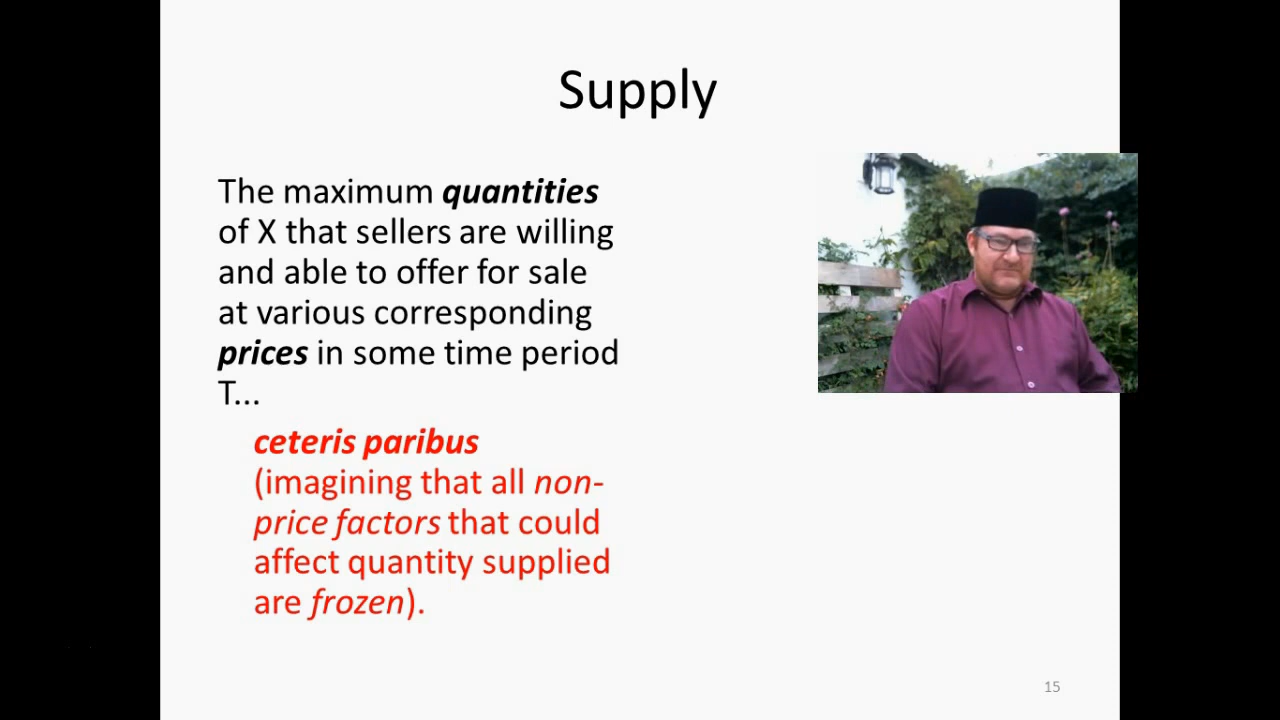 Supply
The maximum quantities
of X that sellers are willing
and able to offer for sale
at various corresponding
prices in some time period
T...
ceteris paribus
(imagining that all non-
price factors that could
affect quantity supplied
are frozen).
15